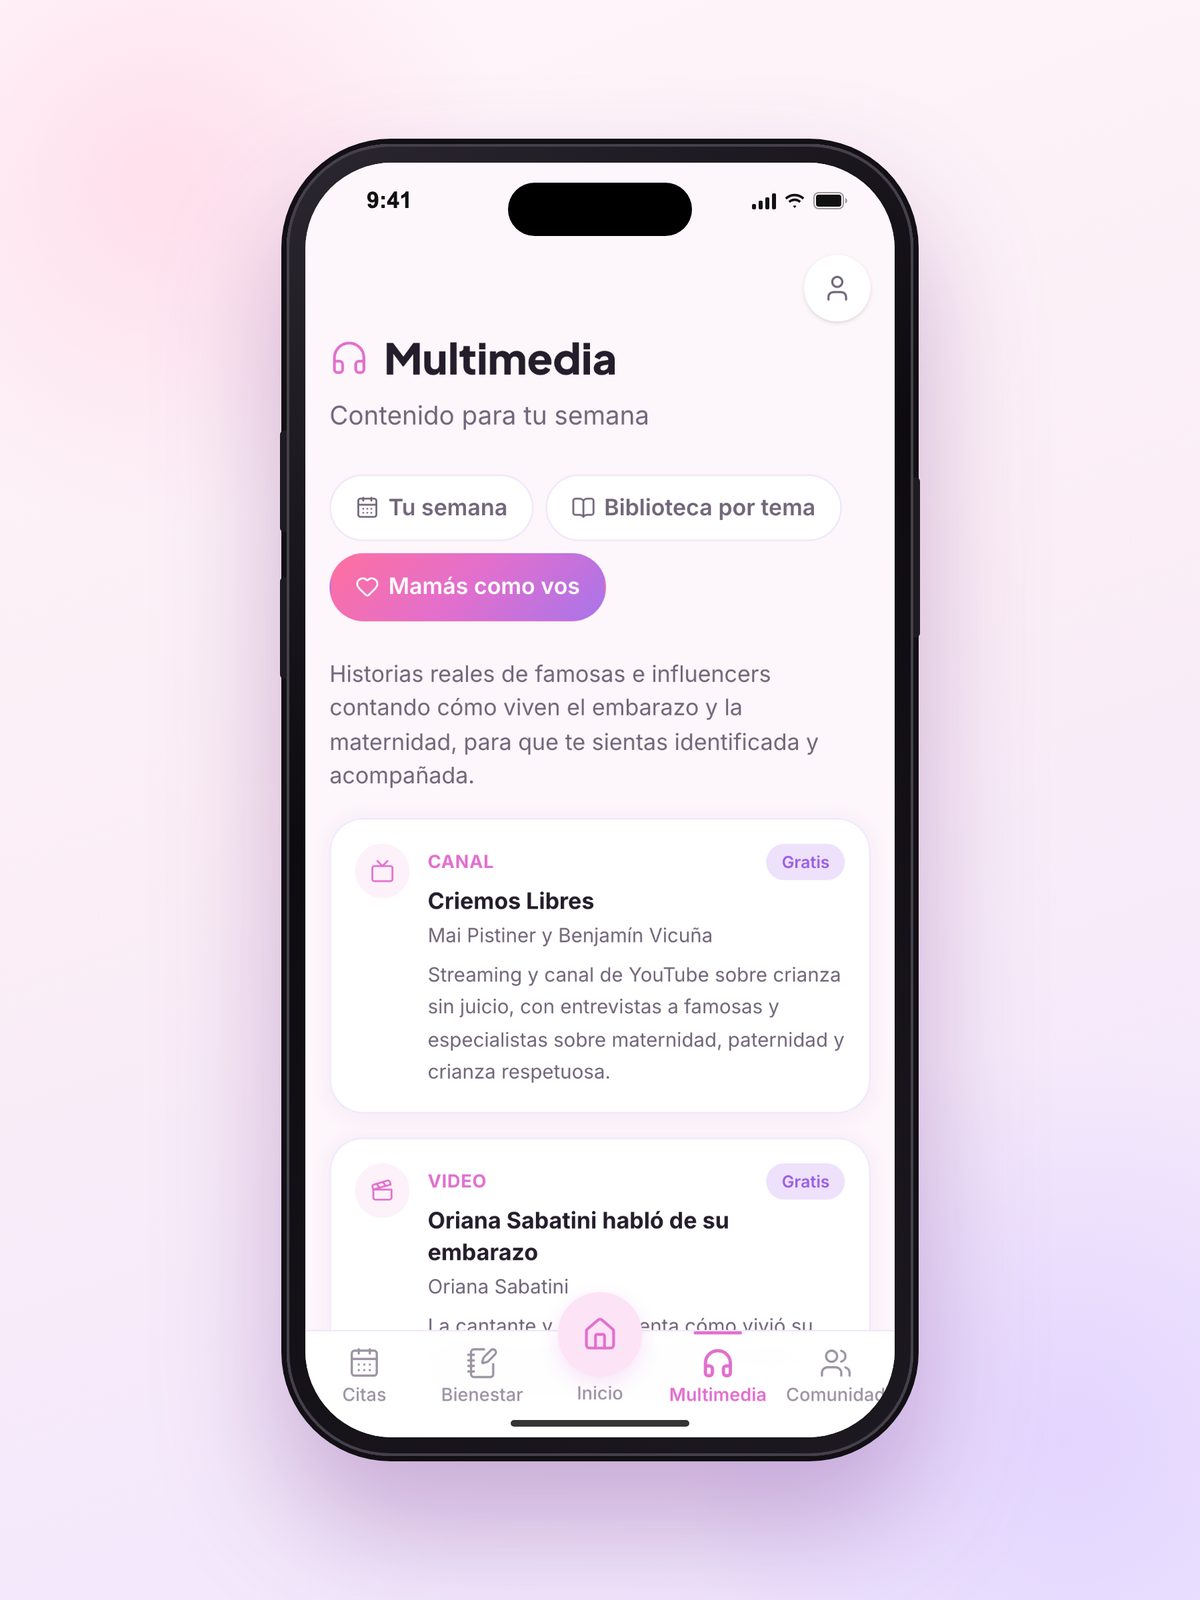 9:41
Multimedia
Contenido para tu semana
Tu semana
Biblioteca por tema
Mamás como vos
Historias reales de famosas e influencers
contando cómo viven el embarazo y la
maternidad, para que te sientas identificada y
acompañada.
CANAL
Gratis
Criemos Libres
Mai Pistiner y Benjamín Vicuña
Streaming y canal de YouTube sobre crianza
sin juicio, con entrevistas a famosas y
especialistas sobre maternidad, paternidad y
crianza respetuosa.
VIDEO
Gratis
Oriana Sabatini habló de su
embarazo
Oriana Sabatini
La cantante y cómo vivió su
Citas
Bienestar
Inicio
Multimedia
Comunidad